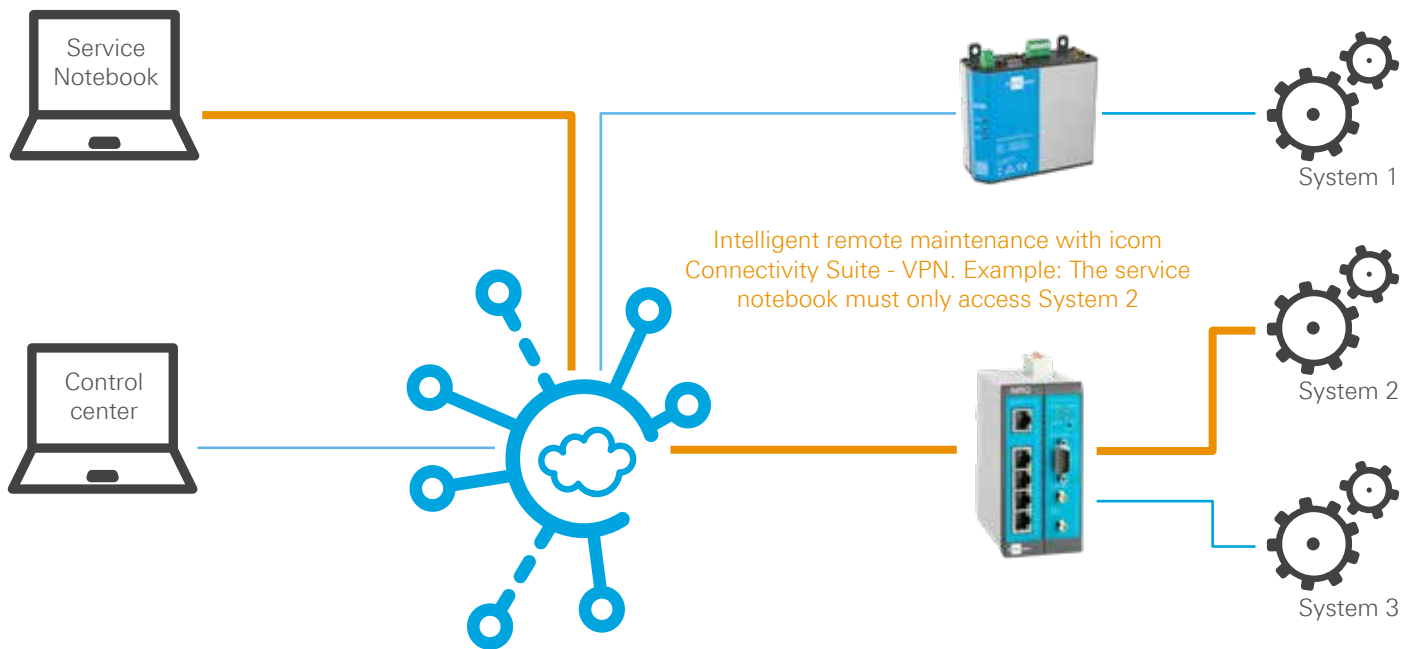 Service
Notebook
System 1
Intelligent remote maintenance with icom
Connectivity Suite - VPN. Example: The service
notebook must only access System 2
Control
center
MRO
System 2
System 3